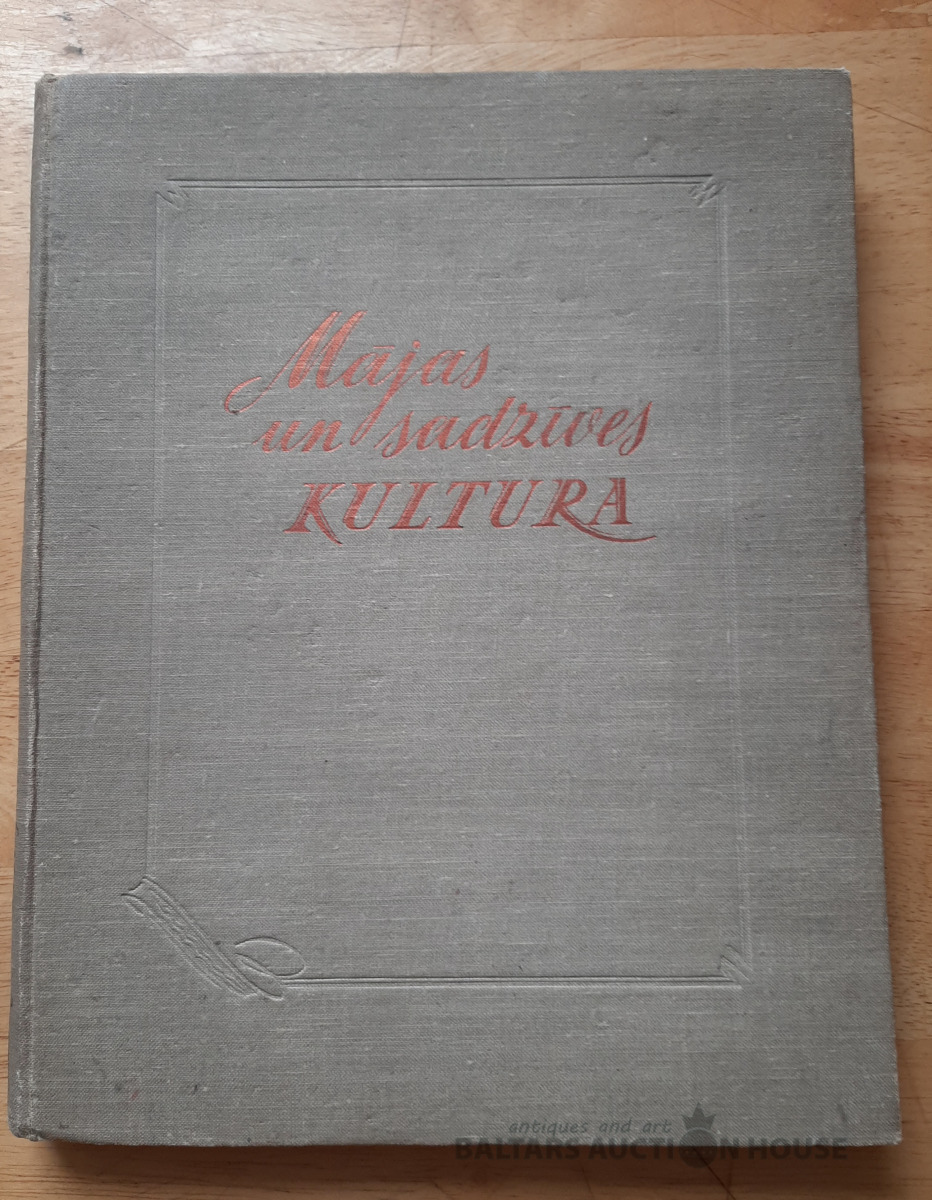 Mājas
un sadzīves
KULTURA
antiques and art
BALTARS AUCTION HOUSE